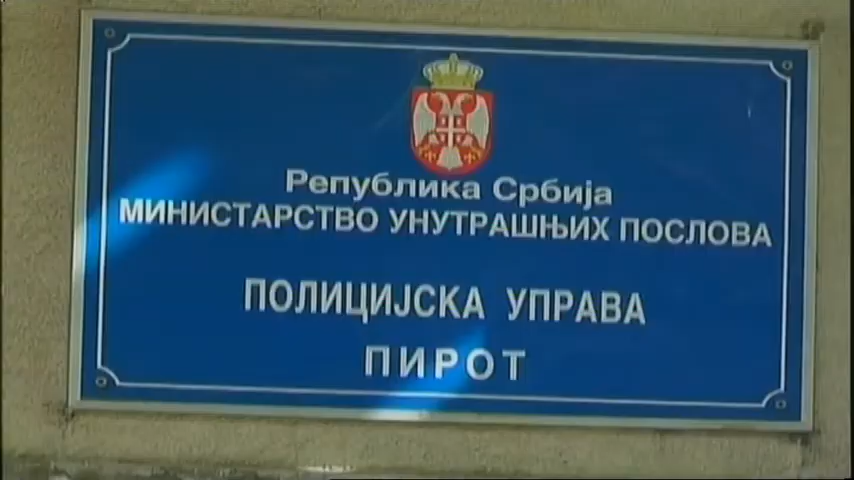 Република Србија
МИНИСТАРСТВО УНУТРАШЊИХ ПОСЛОВА
ПОЛИЦИЈСКА УПРАВА
ПИРОТ